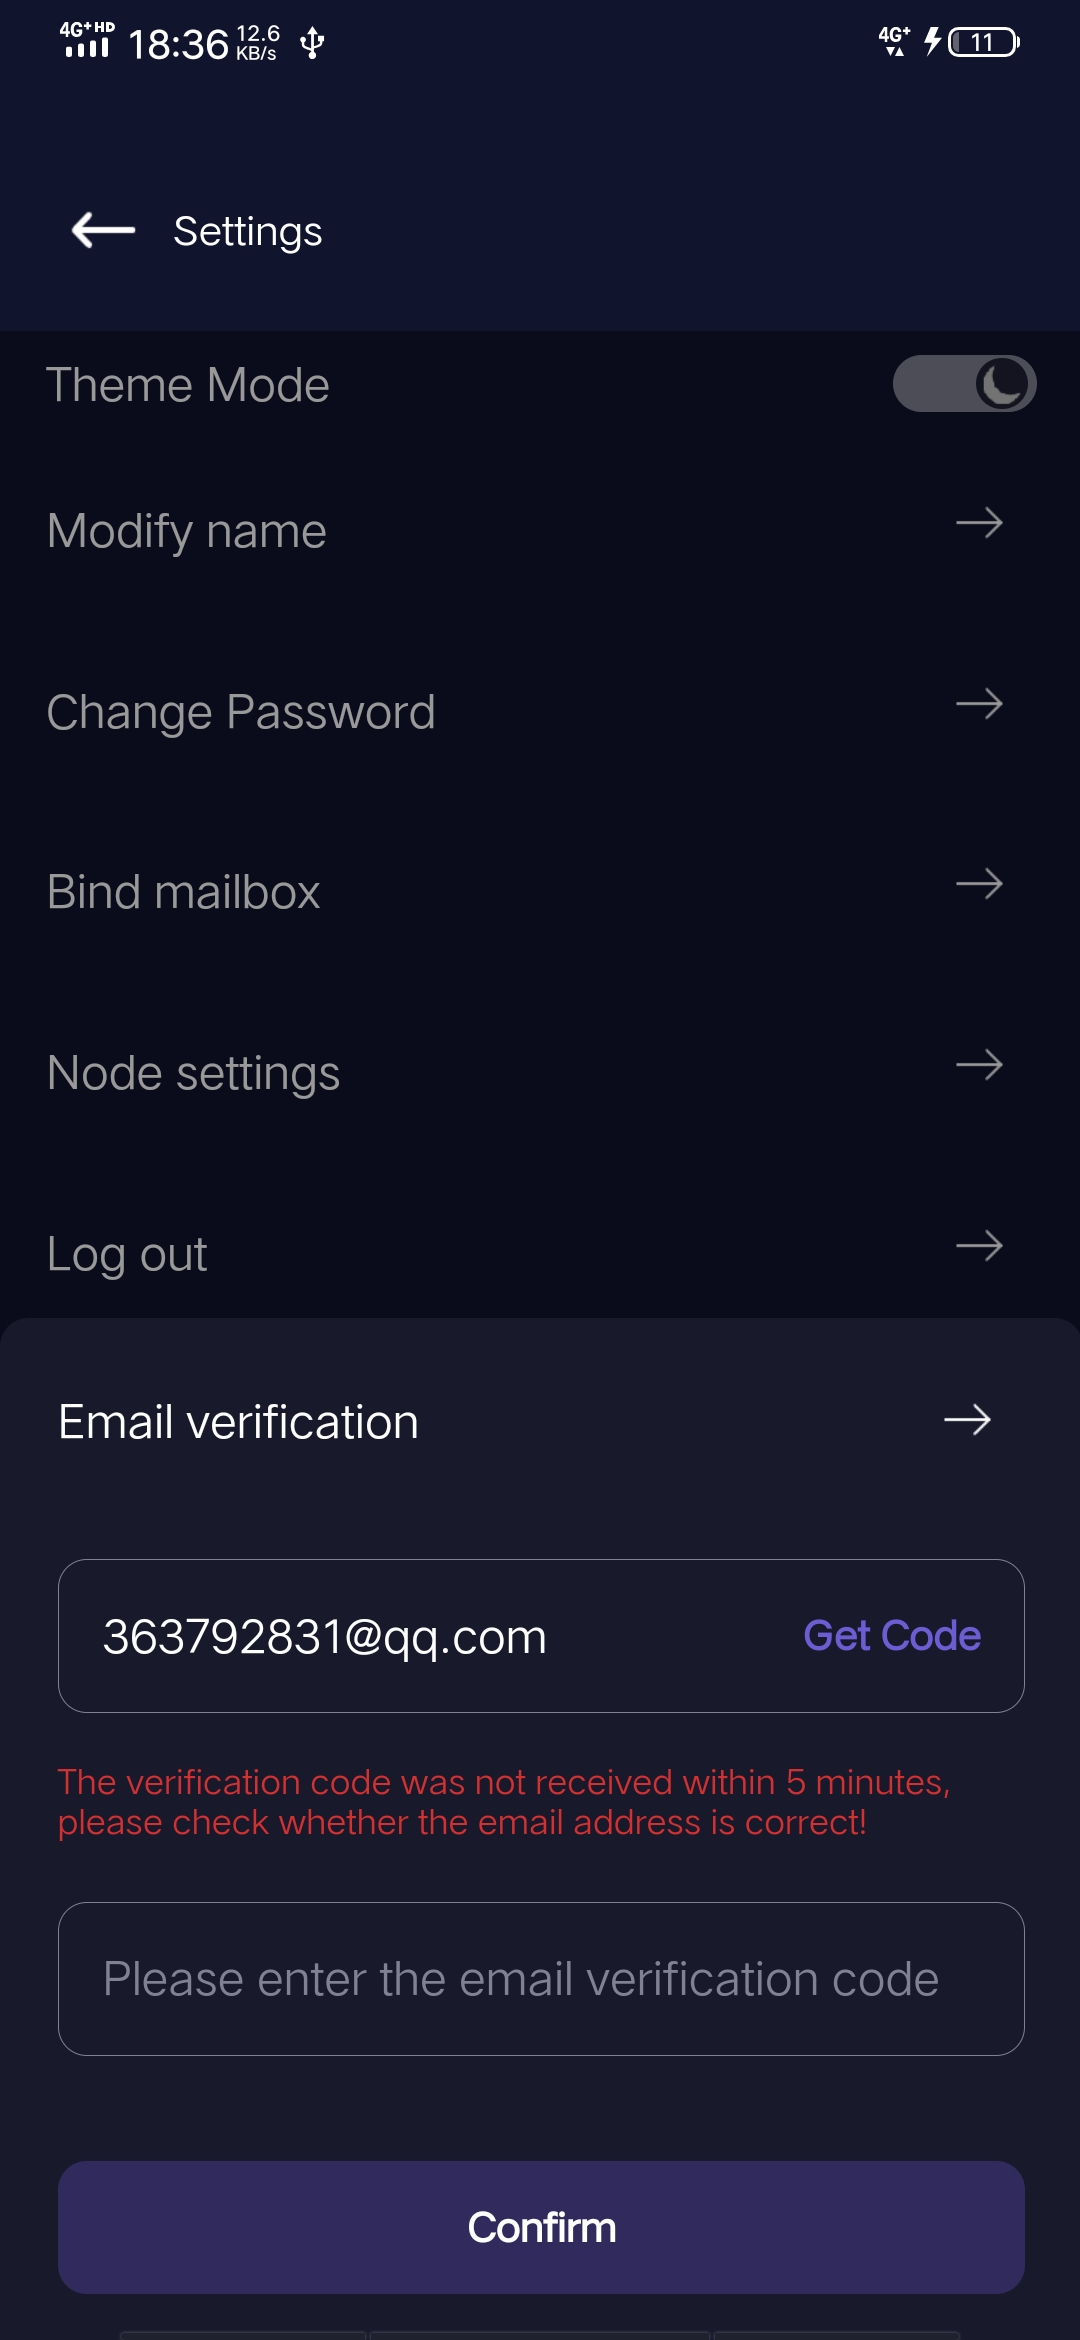 4G+ HD 18:36 12.6 KB/s 4G+ 11
Settings
Theme Mode
Modify name
Change Password
Bind mailbox
Node settings
Log out
Email verification
363792831@qq.com Get Code
The verification code was not received within 5 minutes,
please check whether the email address is correct!
Please enter the email verification code
Confirm